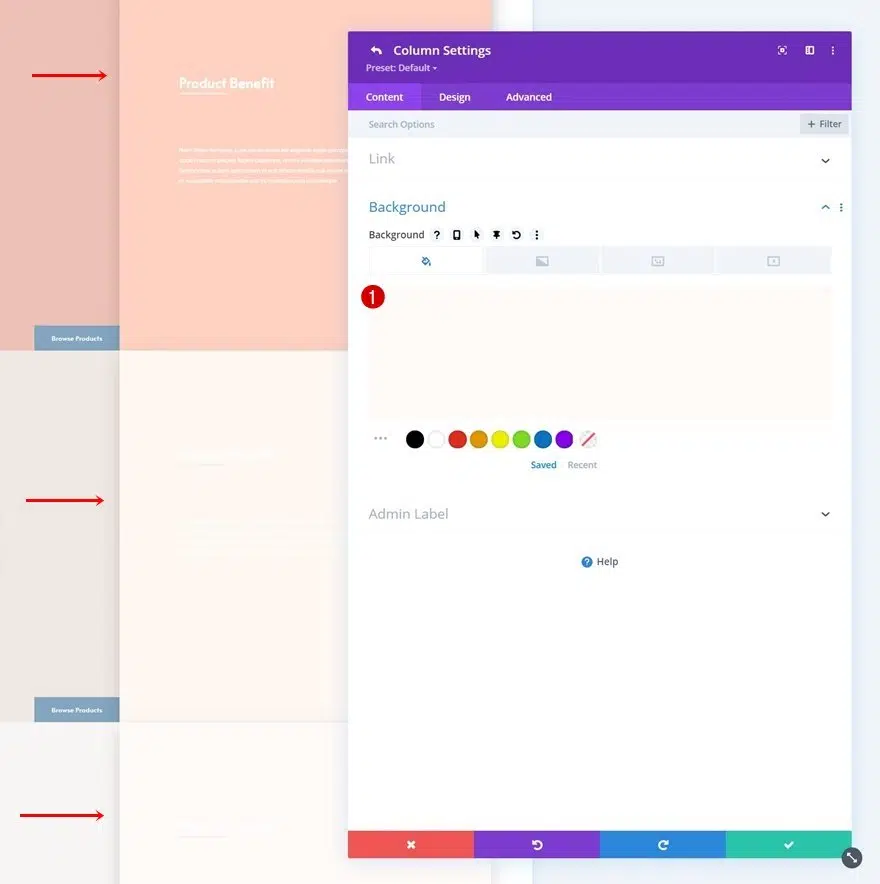 Column Settings
Preset: Default
Content
Design
Advanced
Search Options
+ Filter
Link
Background
Background ?
1
Saved
Recent
Admin Label
? Help
Product Benefit
Browse Products
Browse Products